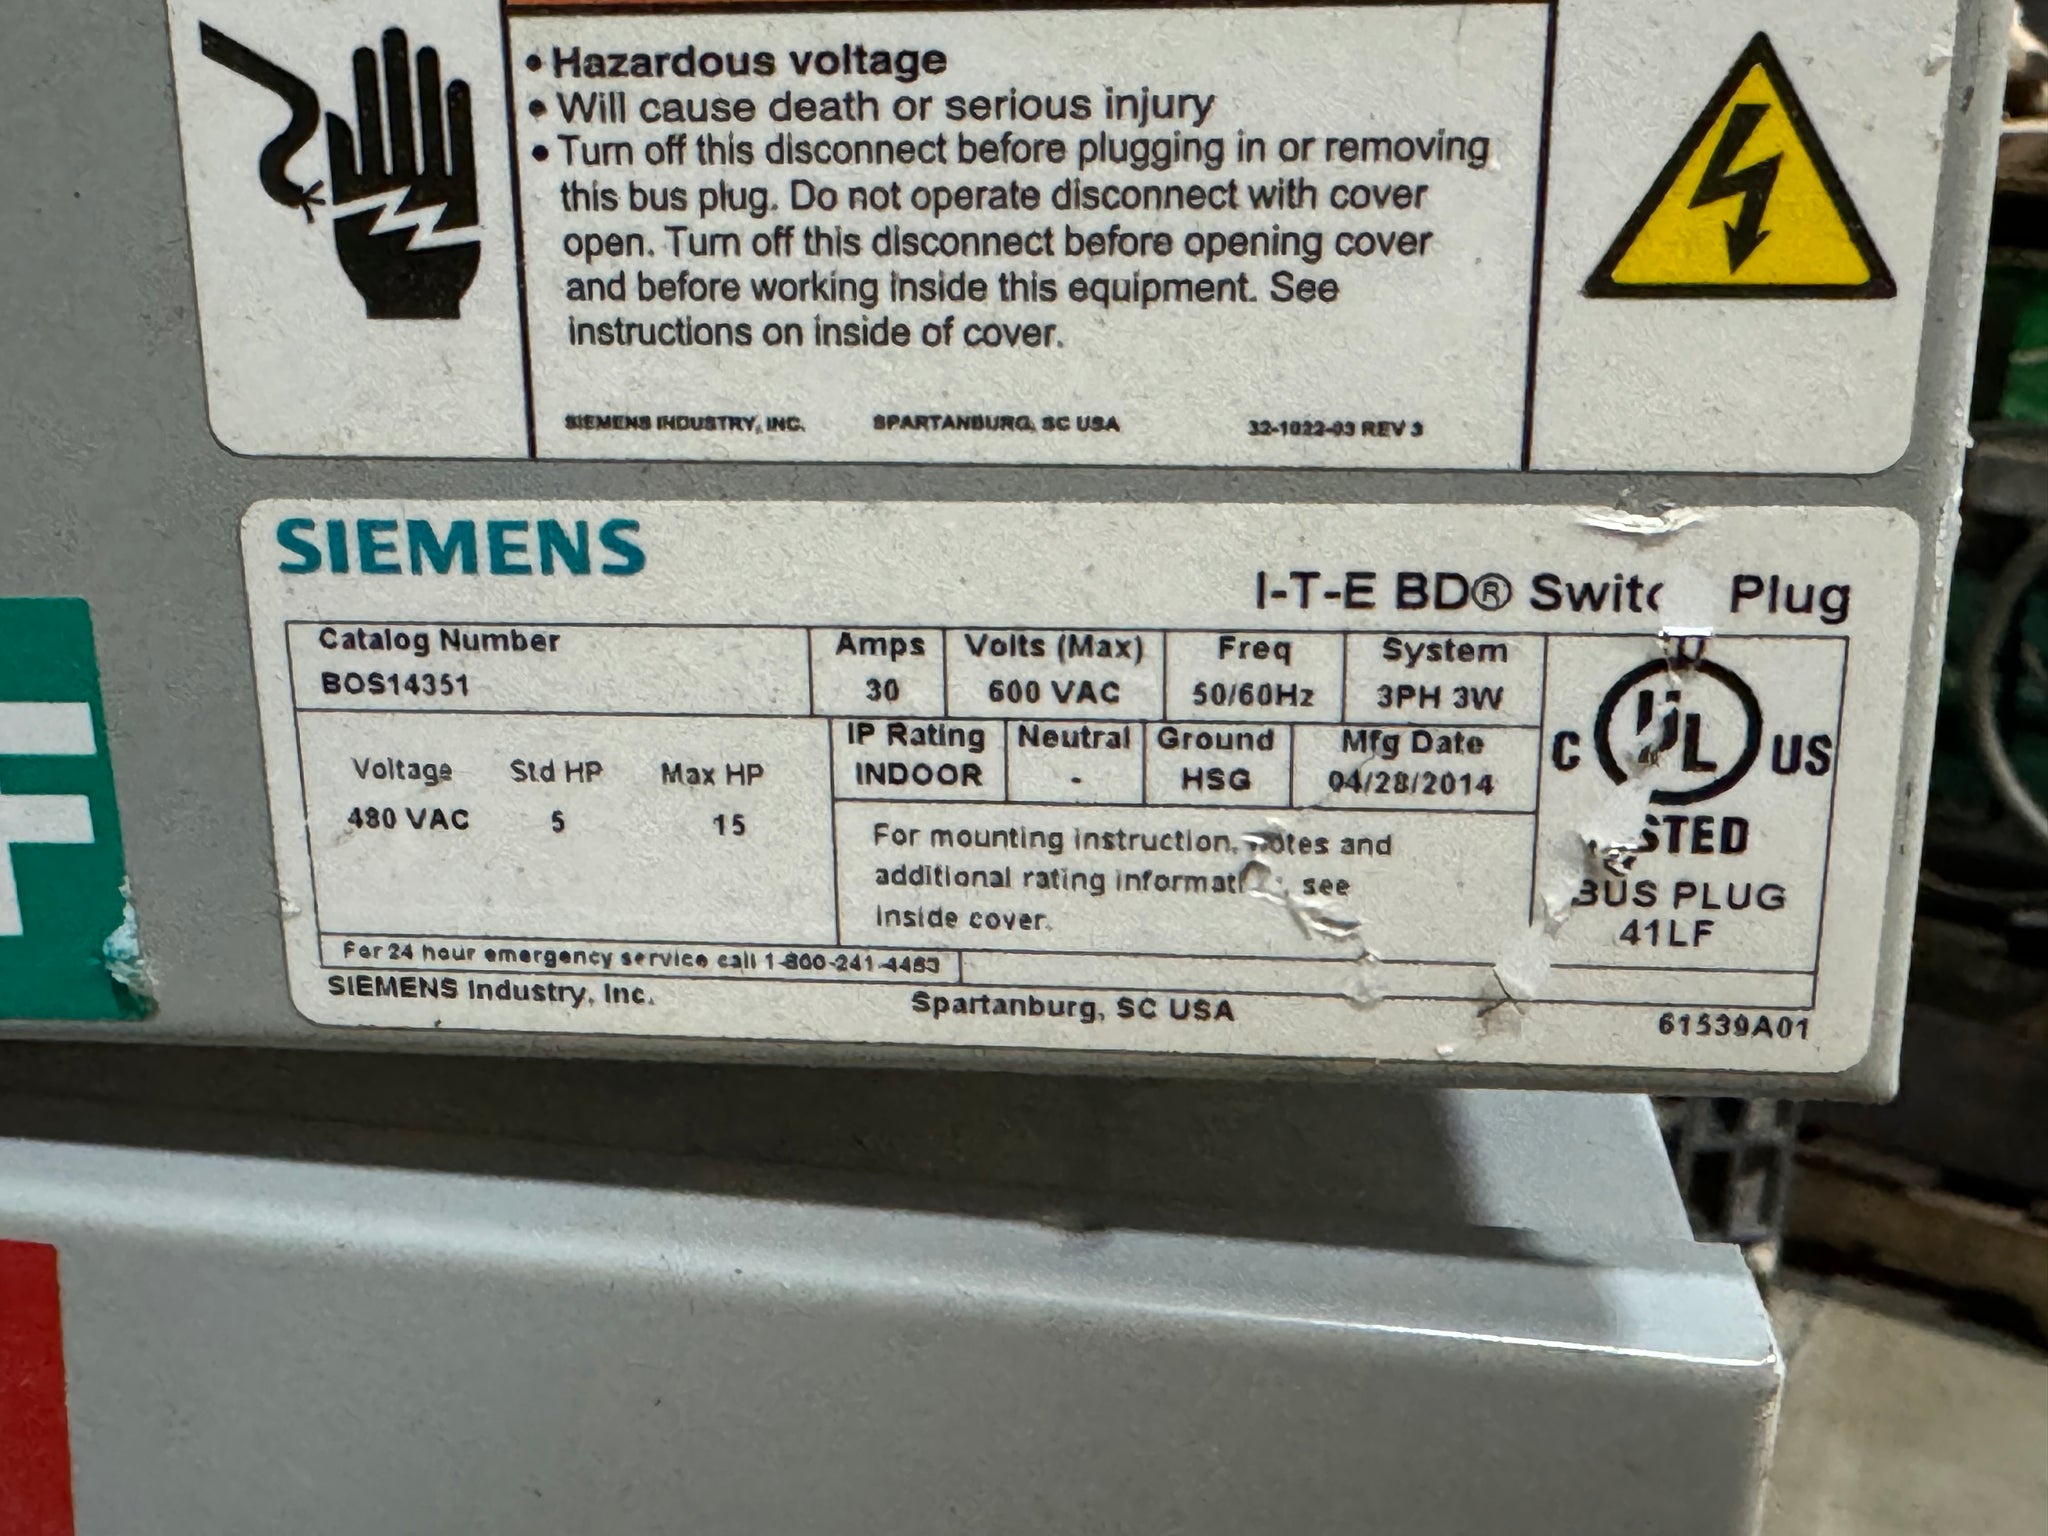 • Hazardous voltage
• Will cause death or serious injury
• Turn off this disconnect before plugging in or removing
this bus plug. Do not operate disconnect with cover
open. Turn off this disconnect before opening cover
and before working inside this equipment. See
instructions on inside of cover.
SIEMENS INDUSTRY, INC. SPARTANBURG, SC USA 32-1022-03 REV 3
SIEMENS
I-T-E BD® Switc Plug
Catalog Number Amps Volts (Max) Freq System
BOS14351 30 600 VAC 50/60Hz 3PH 3W
IP Rating Neutral Ground Mfg Date
INDOOR - HSG 04/28/2014
Voltage Std HP Max HP
480 VAC 5 15
For mounting instruction, notes and
additional rating informati see
inside cover.
C UL US
STED
BUS PLUG
41LF
For 24 hour emergency service call 1-800-241-4453
SIEMENS Industry, Inc. Spartanburg, SC USA 61539A01